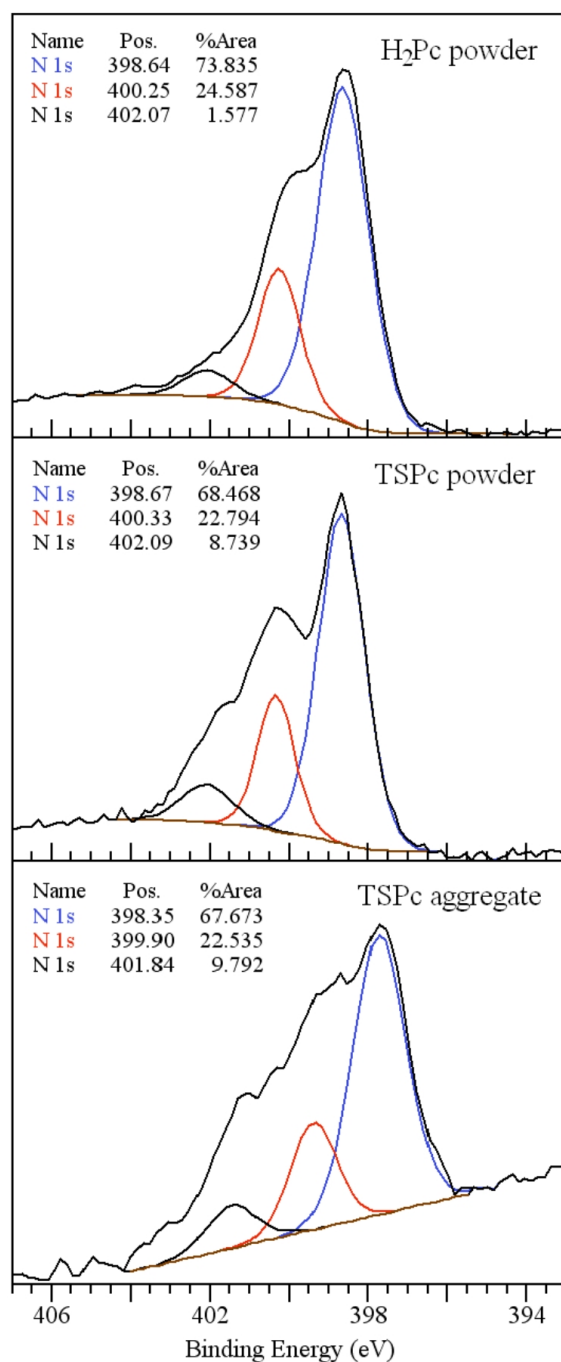 H₂Pc powder
Name Pos. %Area
N 1s 398.64 73.835
N 1s 400.25 24.587
N 1s 402.07 1.577
TSPc powder
Name Pos. %Area
N 1s 398.67 68.468
N 1s 400.33 22.794
N 1s 402.09 8.739
TSPc aggregate
Name Pos. %Area
N 1s 398.35 67.673
N 1s 399.90 22.535
N 1s 401.84 9.792
406 402 398 394
Binding Energy (eV)